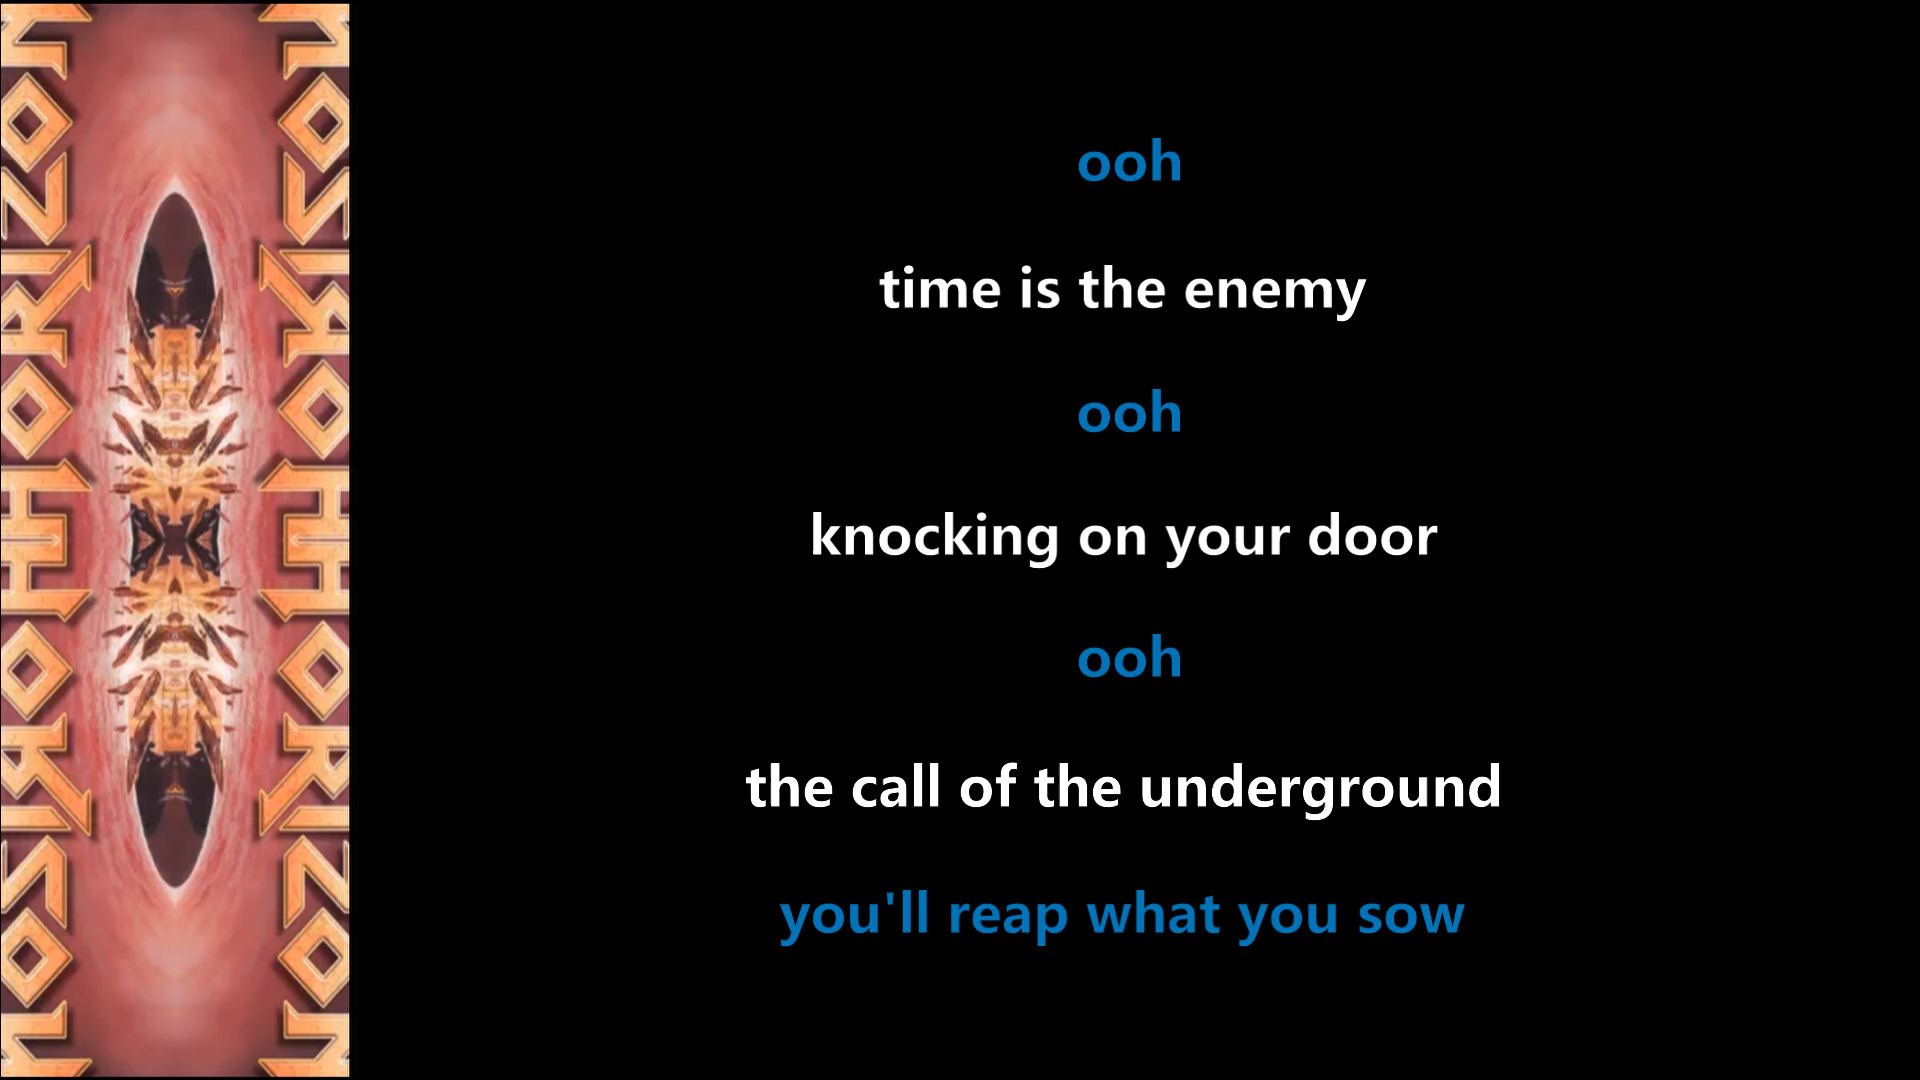 ooh
time is the enemy
ooh
knocking on your door
ooh
the call of the underground
you'll reap what you sow